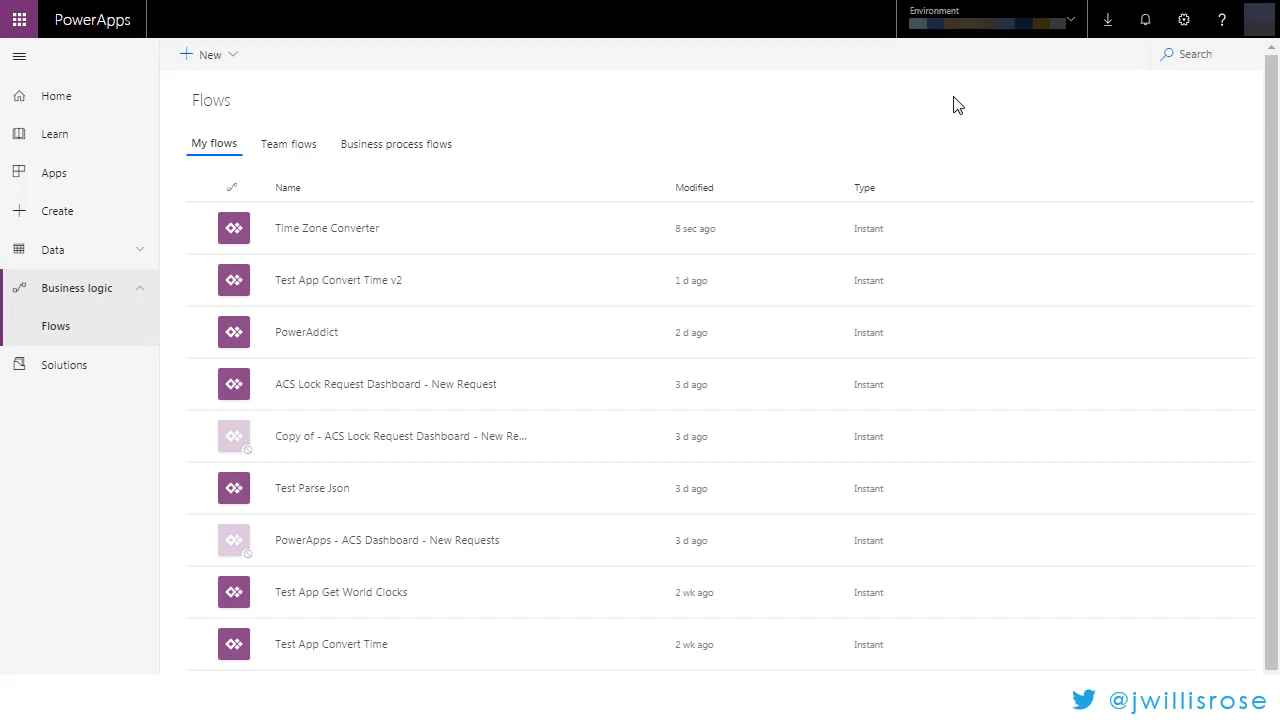 PowerApps
Environment
?
New
Search
Home
Learn
Apps
Create
Data
Business logic
Flows
Solutions
Flows
My flows Team flows Business process flows
Name Modified Type
Time Zone Converter 8 sec ago Instant
Test App Convert Time v2 1 d ago Instant
PowerAddict 2 d ago Instant
ACS Lock Request Dashboard - New Request 3 d ago Instant
Copy of - ACS Lock Request Dashboard - New Re... 3 d ago Instant
Test Parse Json 3 d ago Instant
PowerApps - ACS Dashboard - New Requests 3 d ago Instant
Test App Get World Clocks 2 wk ago Instant
Test App Convert Time 2 wk ago Instant
@jwillisrose